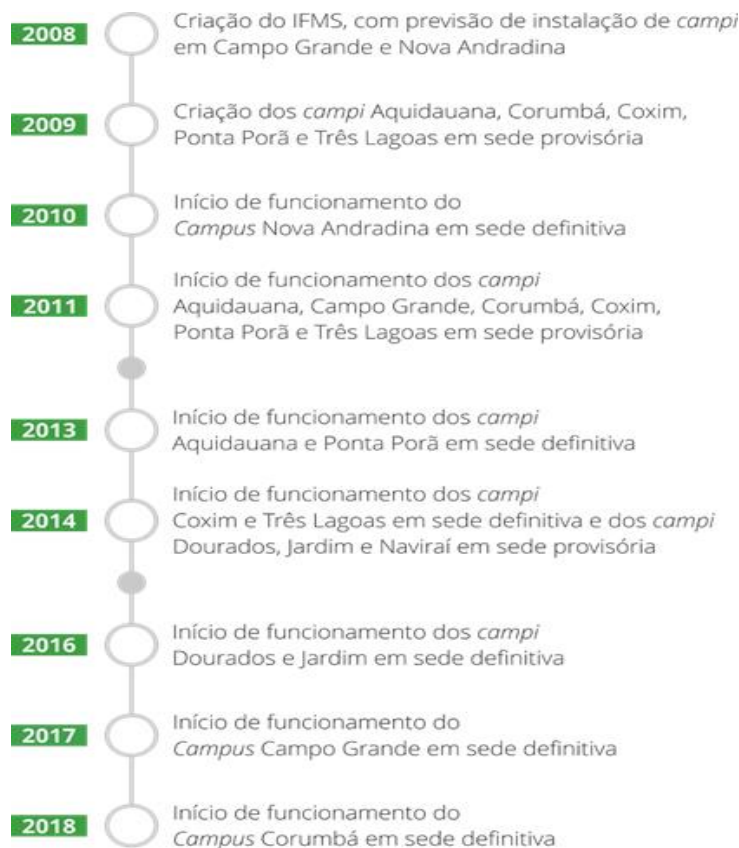 2008
Criação do IFMS, com previsão de instalação de campi
em Campo Grande e Nova Andradina
2009
Criação dos campi Aquidauana, Corumbá, Coxim,
Ponta Porã e Três Lagoas em sede provisória
2010
Início de funcionamento do
Campus Nova Andradina em sede definitiva
2011
Início de funcionamento dos campi
Aquidauana, Campo Grande, Corumbá, Coxim,
Ponta Porã e Três Lagoas em sede provisória
2013
Início de funcionamento dos campi
Aquidauana e Ponta Porã em sede definitiva
2014
Início de funcionamento dos campi
Coxim e Três Lagoas em sede definitiva e dos campi
Dourados, Jardim e Naviraí em sede provisória
2016
Início de funcionamento dos campi
Dourados e Jardim em sede definitiva
2017
Início de funcionamento do
Campus Campo Grande em sede definitiva
2018
Início de funcionamento do
Campus Corumbá em sede definitiva